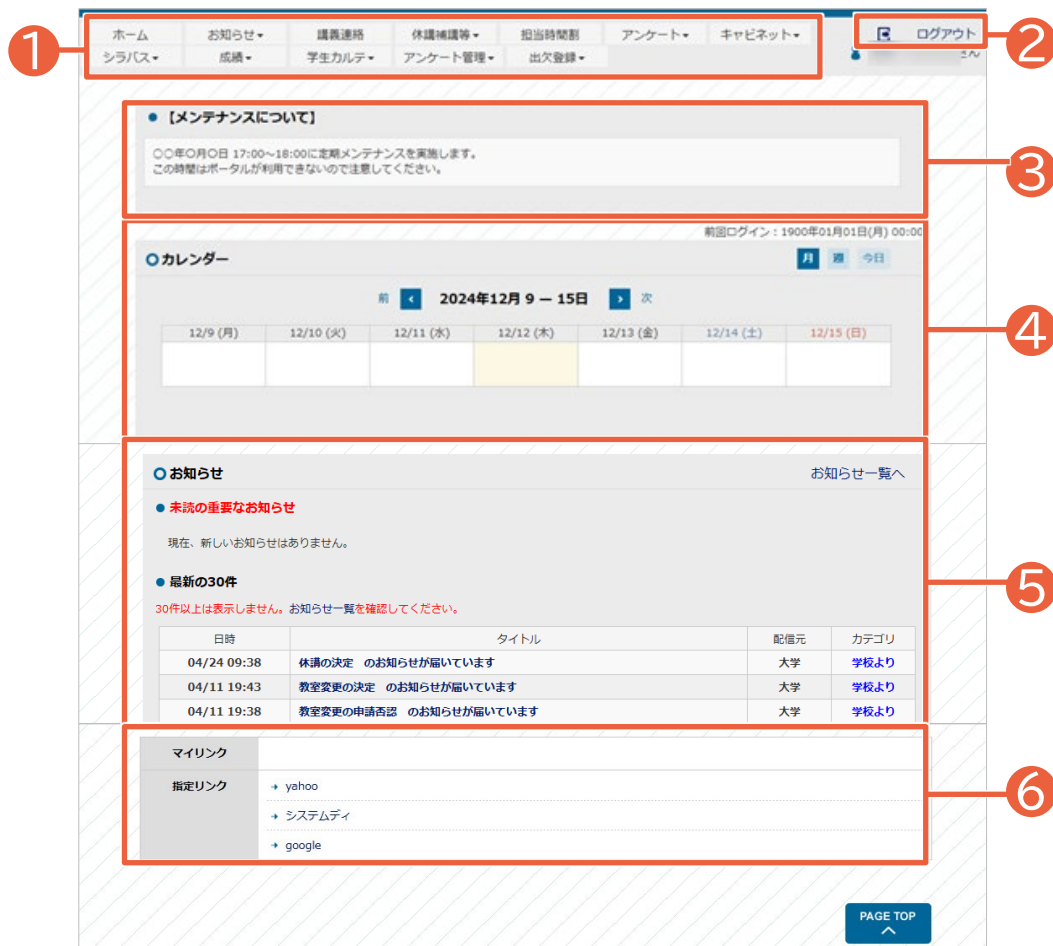 ホーム お知らせ▾ 講義連絡 休講補講等▾ 担当時間割 アンケート▾ キャビネット▾ ログアウト
シラバス▾ 成績▾ 学生カルテ▾ アンケート管理▾ 出欠登録▾ さん
1
2
【メンテナンスについて】
〇〇年〇月〇日 17:00～18:00に定期メンテナンスを実施します。
この時間はポータルが利用できないので注意してください。
3
前回ログイン：1900年01月01日(月) 00:00
カレンダー 月 週 今日
前 2024年12月 9 — 15日 次
12/9 (月) 12/10 (火) 12/11 (水) 12/12 (木) 12/13 (金) 12/14 (土) 12/15 (日)
4
お知らせ お知らせ一覧へ
未読の重要なお知らせ
現在、新しいお知らせはありません。
最新の30件
5
30件以上は表示しません。お知らせ一覧を確認してください。
日時 タイトル 配信元 カテゴリ
04/24 09:38 休講の決定 のお知らせが届いています 大学 学校より
04/11 19:43 教室変更の決定 のお知らせが届いています 大学 学校より
04/11 19:38 教室変更の申請否認 のお知らせが届いています 大学 学校より
マイリンク
指定リンク yahoo
システムディ
google
6
PAGE TOP